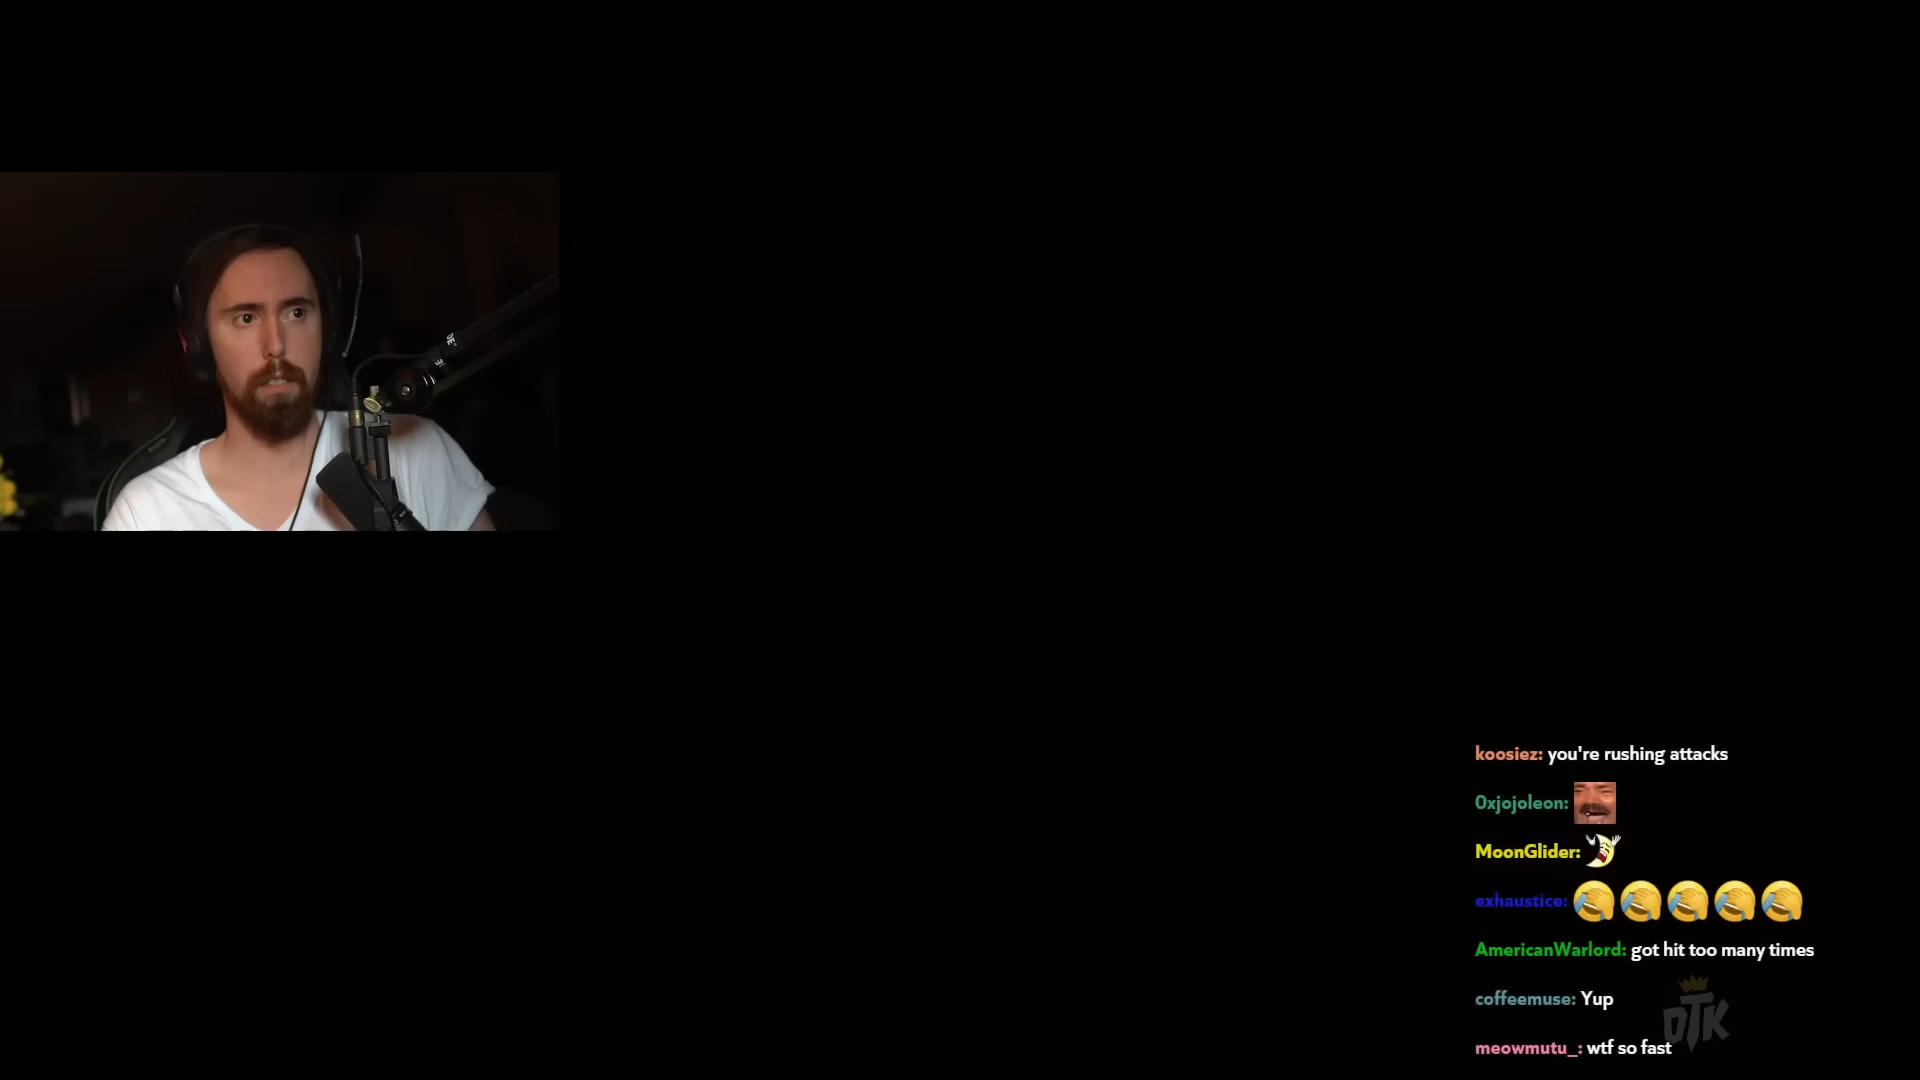 koosiez: you're rushing attacks
0xjojoleon:
MoonGlider:
exhaustice:
AmericanWarlord: got hit too many times
coffeemuse: Yup
DTK
meowmutu_: wtf so fast